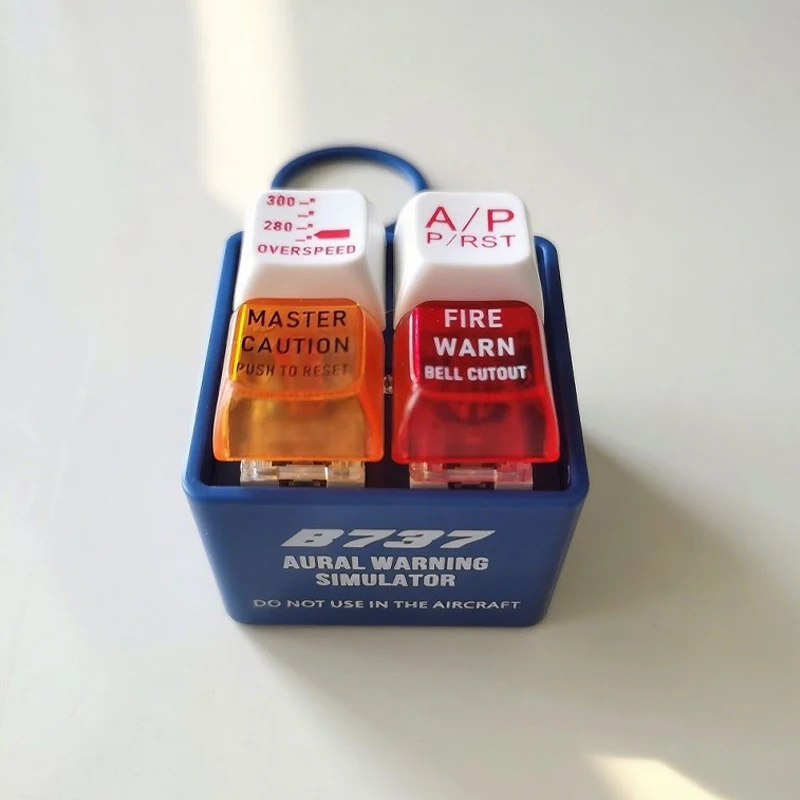 300
280
OVERSPEED
A/P
P/RST
MASTER
CAUTION
PUSH TO RESET
FIRE
WARN
BELL CUTOUT
B737
AURAL WARNING
SIMULATOR
DO NOT USE IN THE AIRCRAFT